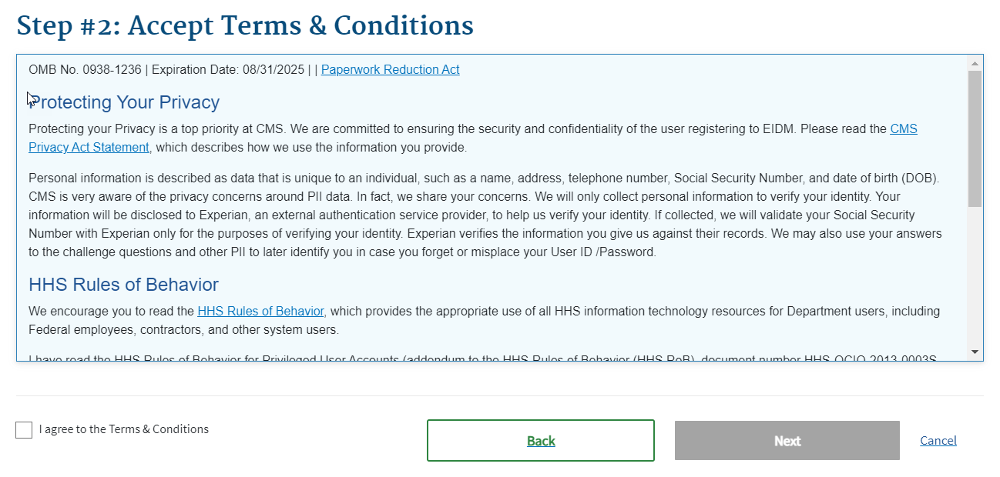 Step #2: Accept Terms & Conditions
OMB No. 0938-1236 | Expiration Date: 08/31/2025 | | Paperwork Reduction Act
Protecting Your Privacy
Protecting your Privacy is a top priority at CMS. We are committed to ensuring the security and confidentiality of the user registering to EIDM. Please read the CMS
Privacy Act Statement, which describes how we use the information you provide.
Personal information is described as data that is unique to an individual, such as a name, address, telephone number, Social Security Number, and date of birth (DOB).
CMS is very aware of the privacy concerns around PII data. In fact, we share your concerns. We will only collect personal information to verify your identity. Your
information will be disclosed to Experian, an external authentication service provider, to help us verify your identity. If collected, we will validate your Social Security
Number with Experian only for the purposes of verifying your identity. Experian verifies the information you give us against their records. We may also use your answers
to the challenge questions and other PII to later identify you in case you forget or misplace your User ID /Password.
HHS Rules of Behavior
We encourage you to read the HHS Rules of Behavior, which provides the appropriate use of all HHS information technology resources for Department users, including
Federal employees, contractors, and other system users.
I have read the HHS Rules of Behavior for Privileged User Accounts (addendum to the HHS Rules of Behavior (HHS RoB), document number HHS-OCIO-2013-0003S
I agree to the Terms & Conditions
Back
Next
Cancel